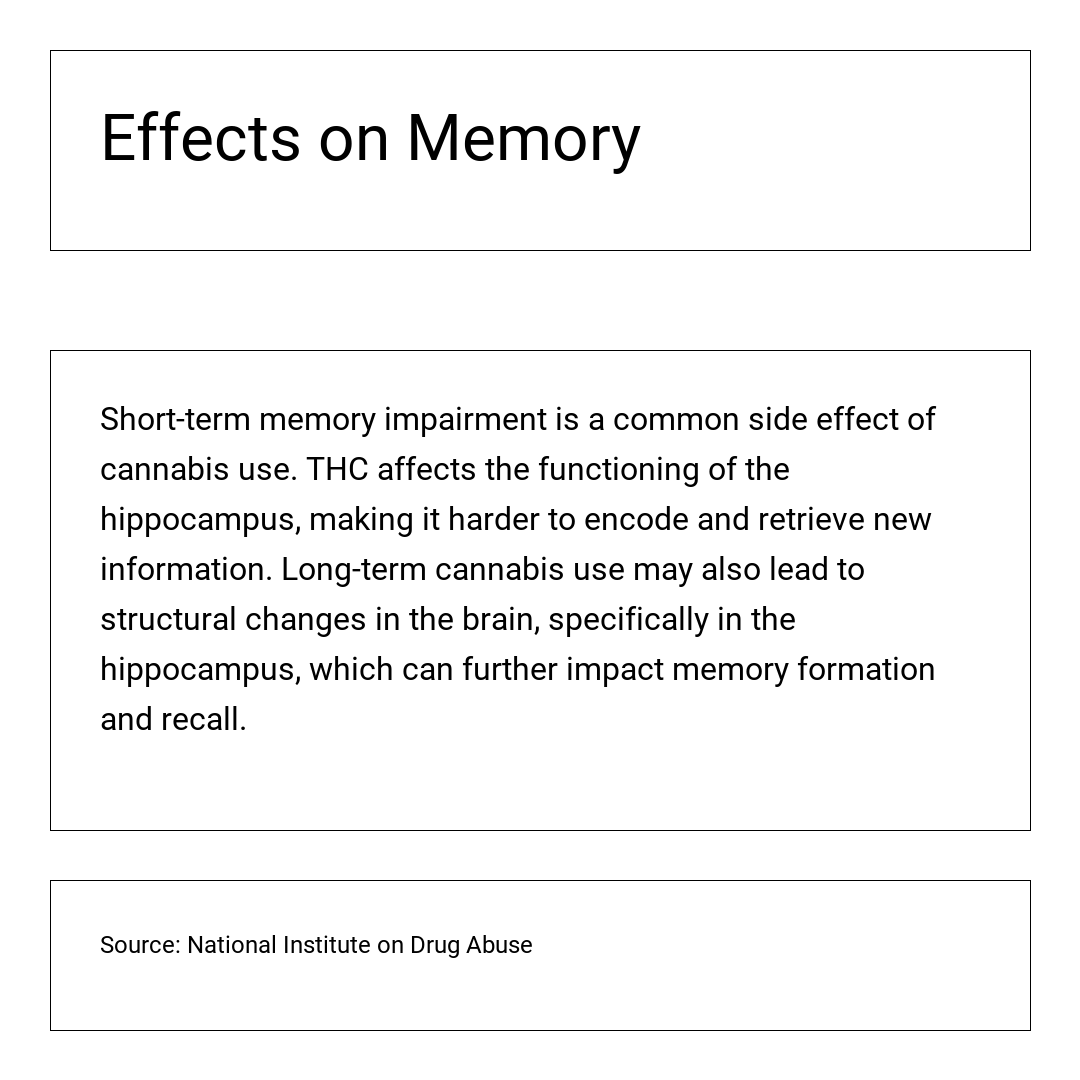 Effects on Memory
Short-term memory impairment is a common side effect of
cannabis use. THC affects the functioning of the
hippocampus, making it harder to encode and retrieve new
information. Long-term cannabis use may also lead to
structural changes in the brain, specifically in the
hippocampus, which can further impact memory formation
and recall.
Source: National Institute on Drug Abuse